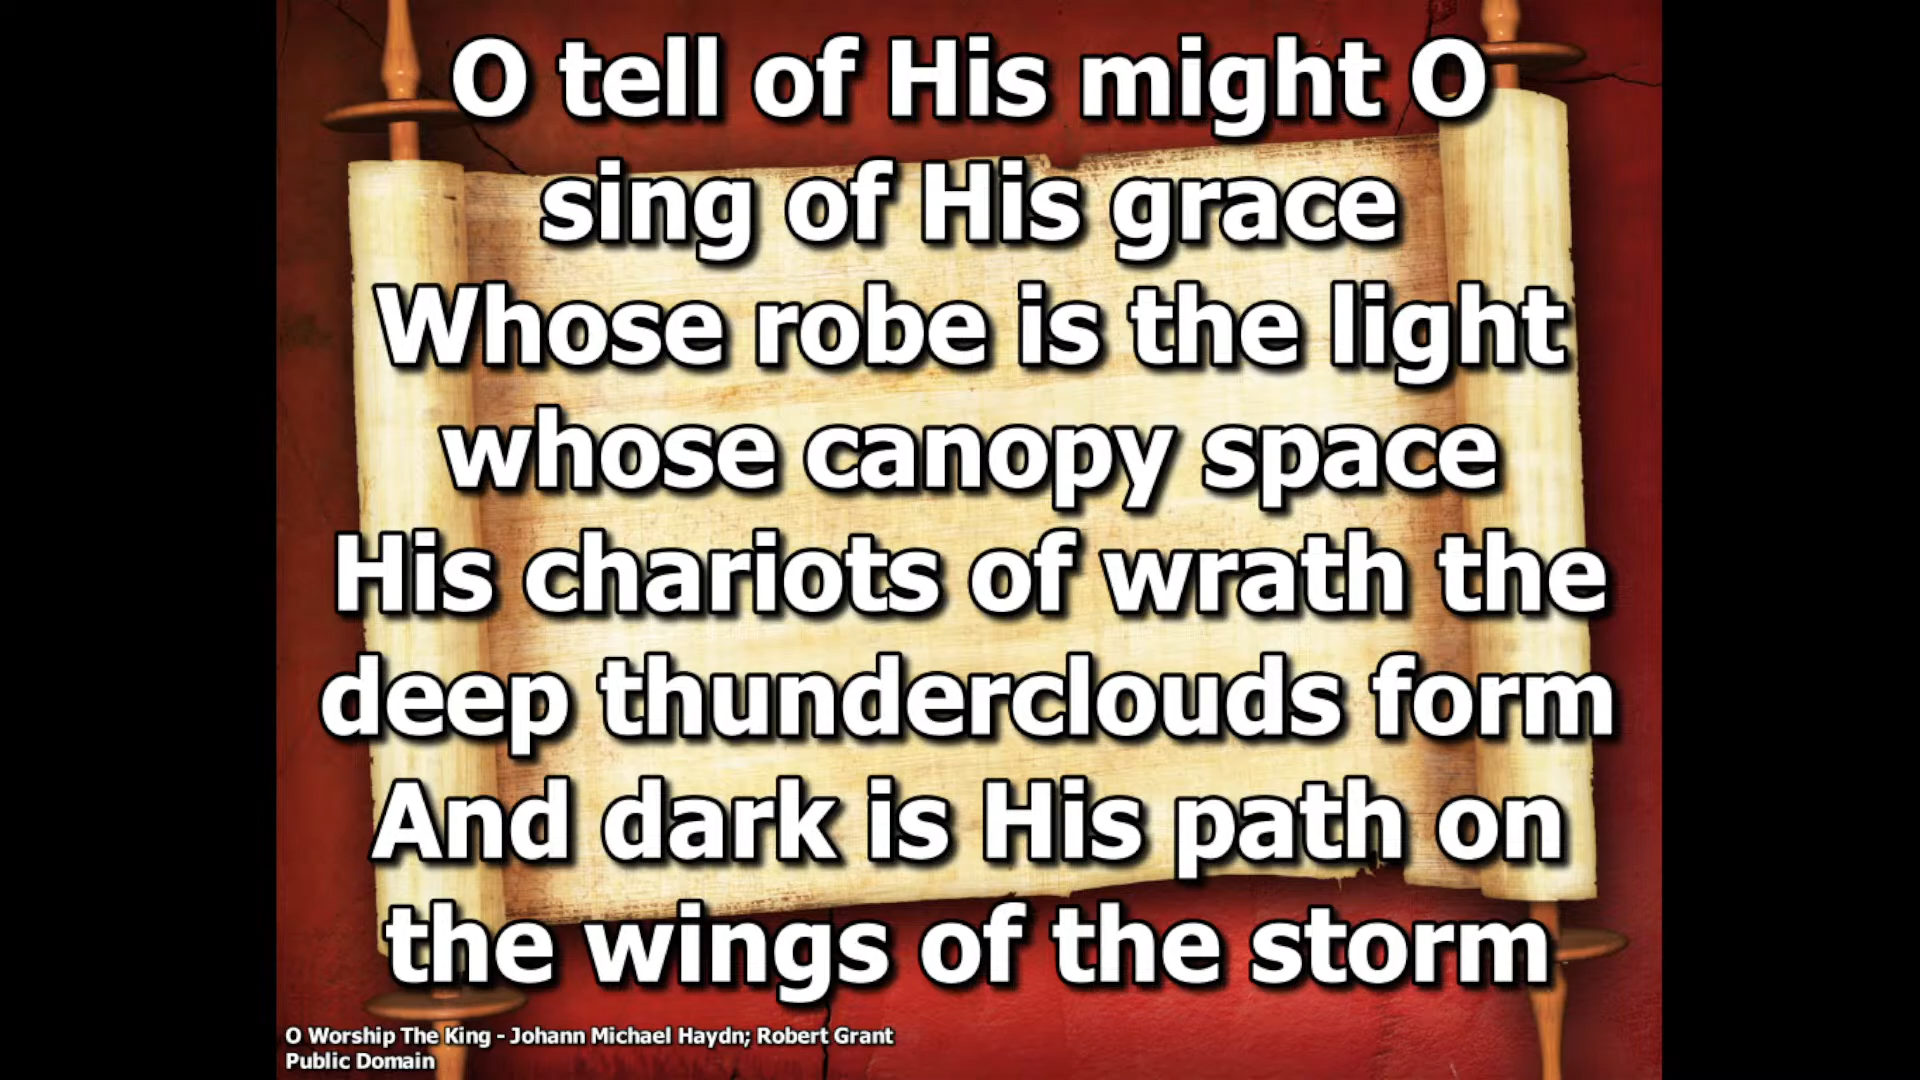 O tell of His might O
sing of His grace
Whose robe is the light
whose canopy space
His chariots of wrath the
deep thunderclouds form
And dark is His path on
the wings of the storm
O Worship The King - Johann Michael Haydn; Robert Grant
Public Domain